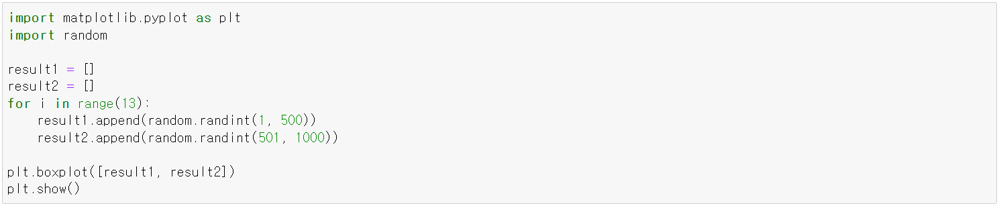 import matplotlib.pyplot as plt
import random

result1 = []
result2 = []
for i in range(13):
    result1.append(random.randint(1, 500))
    result2.append(random.randint(501, 1000))

plt.boxplot([result1, result2])
plt.show()